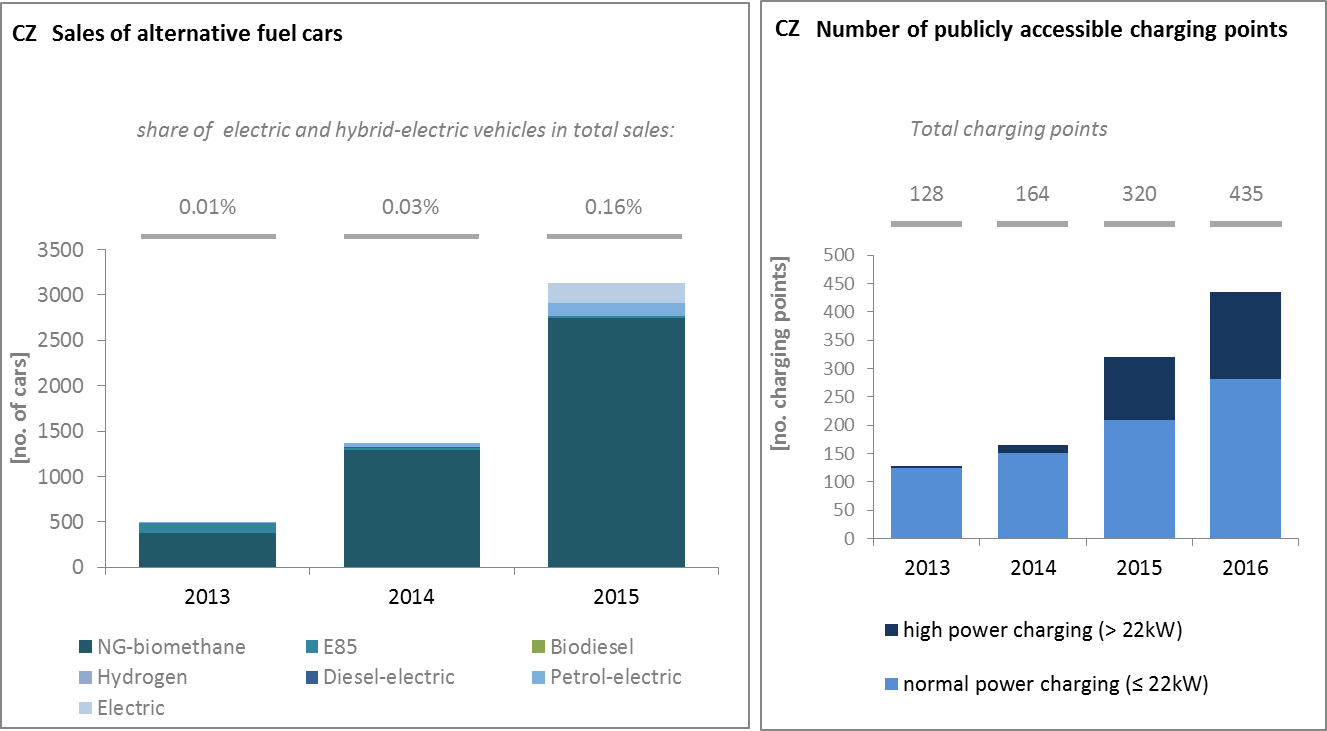 CZ Sales of alternative fuel cars
share of electric and hybrid-electric vehicles in total sales:
0.01% 0.03% 0.16%
3500
3000
2500
2000
1500
1000
500
0
[no. of cars]
2013 2014 2015
NG-biomethane E85 Biodiesel
Hydrogen Diesel-electric Petrol-electric
Electric
CZ Number of publicly accessible charging points
Total charging points
128 164 320 435
500
450
400
350
300
250
200
150
100
50
0
[no. charging points]
2013 2014 2015 2016
high power charging (> 22kW)
normal power charging (≤ 22kW)